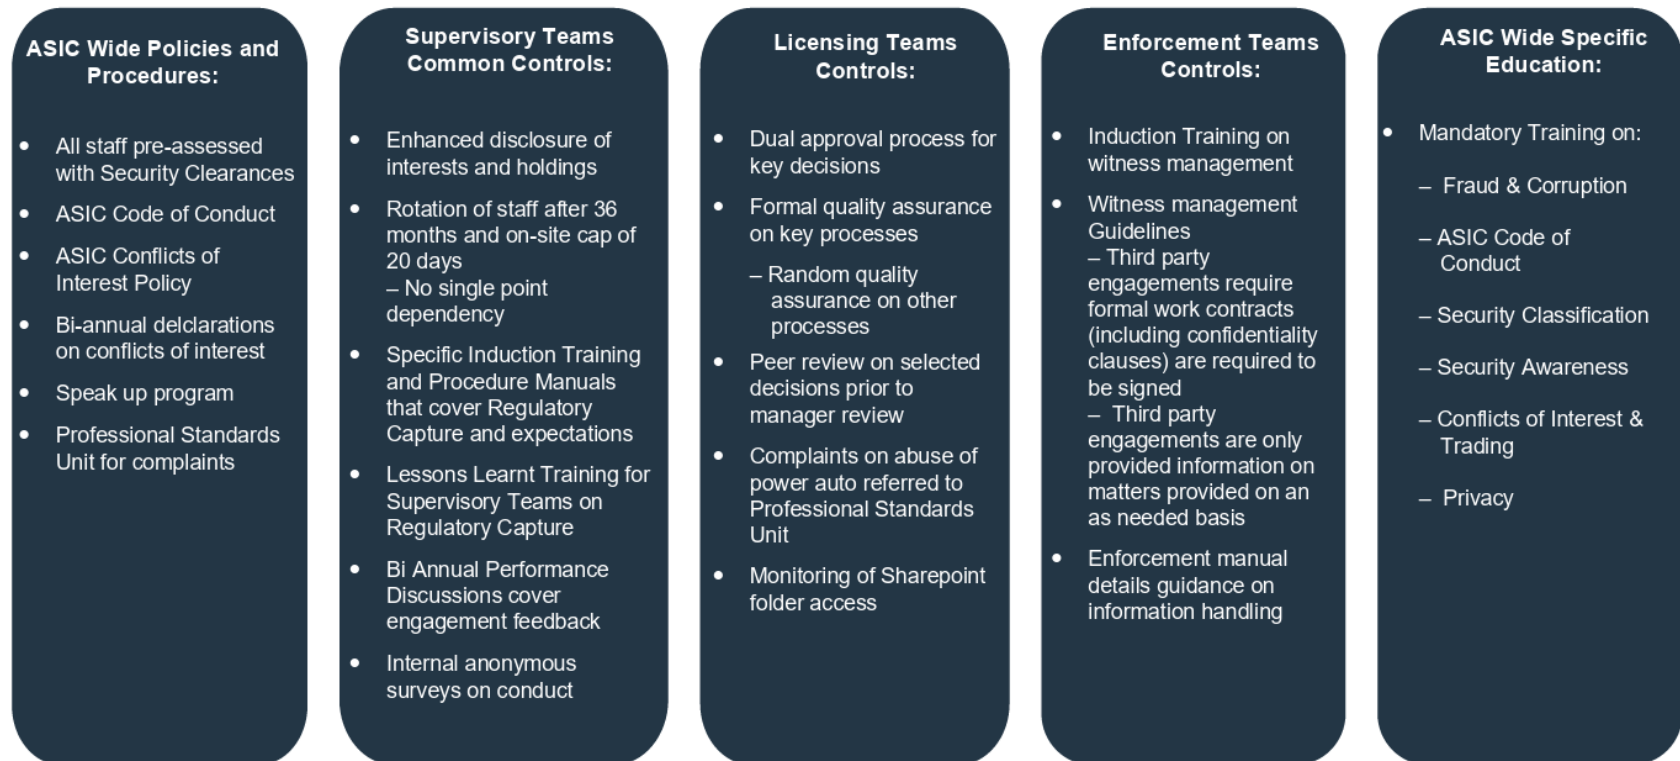 ASIC Wide Policies and
Procedures:
• All staff pre-assessed
with Security Clearances
• ASIC Code of Conduct
• ASIC Conflicts of
Interest Policy
• Bi-annual delclarations
on conflicts of interest
• Speak up program
• Professional Standards
Unit for complaints
Supervisory Teams
Common Controls:
• Enhanced disclosure of
interests and holdings
• Rotation of staff after 36
months and on-site cap of
20 days
– No single point
dependency
• Specific Induction Training
and Procedure Manuals
that cover Regulatory
Capture and expectations
• Lessons Learnt Training for
Supervisory Teams on
Regulatory Capture
• Bi Annual Performance
Discussions cover
engagement feedback
• Internal anonymous
surveys on conduct
Licensing Teams
Controls:
• Dual approval process for
key decisions
• Formal quality assurance
on key processes
– Random quality
assurance on other
processes
• Peer review on selected
decisions prior to
manager review
• Complaints on abuse of
power auto referred to
Professional Standards
Unit
• Monitoring of Sharepoint
folder access
Enforcement Teams
Controls:
• Induction Training on
witness management
• Witness management
Guidelines
– Third party
engagements require
formal work contracts
(including confidentiality
clauses) are required to
be signed
– Third party
engagements are only
provided information on
matters provided on an
as needed basis
• Enforcement manual
details guidance on
information handling
ASIC Wide Specific
Education:
• Mandatory Training on:
– Fraud & Corruption
– ASIC Code of
Conduct
– Security Classification
– Security Awareness
– Conflicts of Interest &
Trading
– Privacy